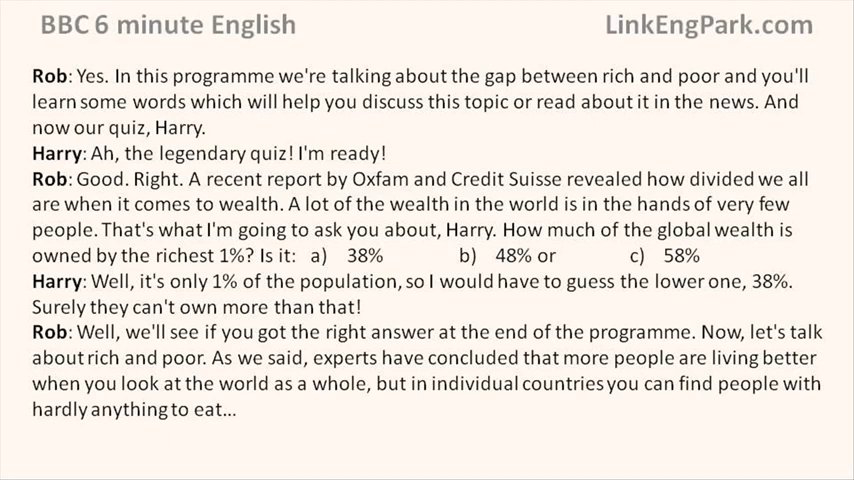 BBC 6 minute English LinkEngPark.com
Rob: Yes. In this programme we're talking about the gap between rich and poor and you'll
learn some words which will help you discuss this topic or read about it in the news. And
now our quiz, Harry.
Harry: Ah, the legendary quiz! I'm ready!
Rob: Good. Right. A recent report by Oxfam and Credit Suisse revealed how divided we all
are when it comes to wealth. A lot of the wealth in the world is in the hands of very few
people. That's what I'm going to ask you about, Harry. How much of the global wealth is
owned by the richest 1%? Is it: a) 38% b) 48% or c) 58%
Harry: Well, it's only 1% of the population, so I would have to guess the lower one, 38%.
Surely they can't own more than that!
Rob: Well, we'll see if you got the right answer at the end of the programme. Now, let's talk
about rich and poor. As we said, experts have concluded that more people are living better
when you look at the world as a whole, but in individual countries you can find people with
hardly anything to eat...